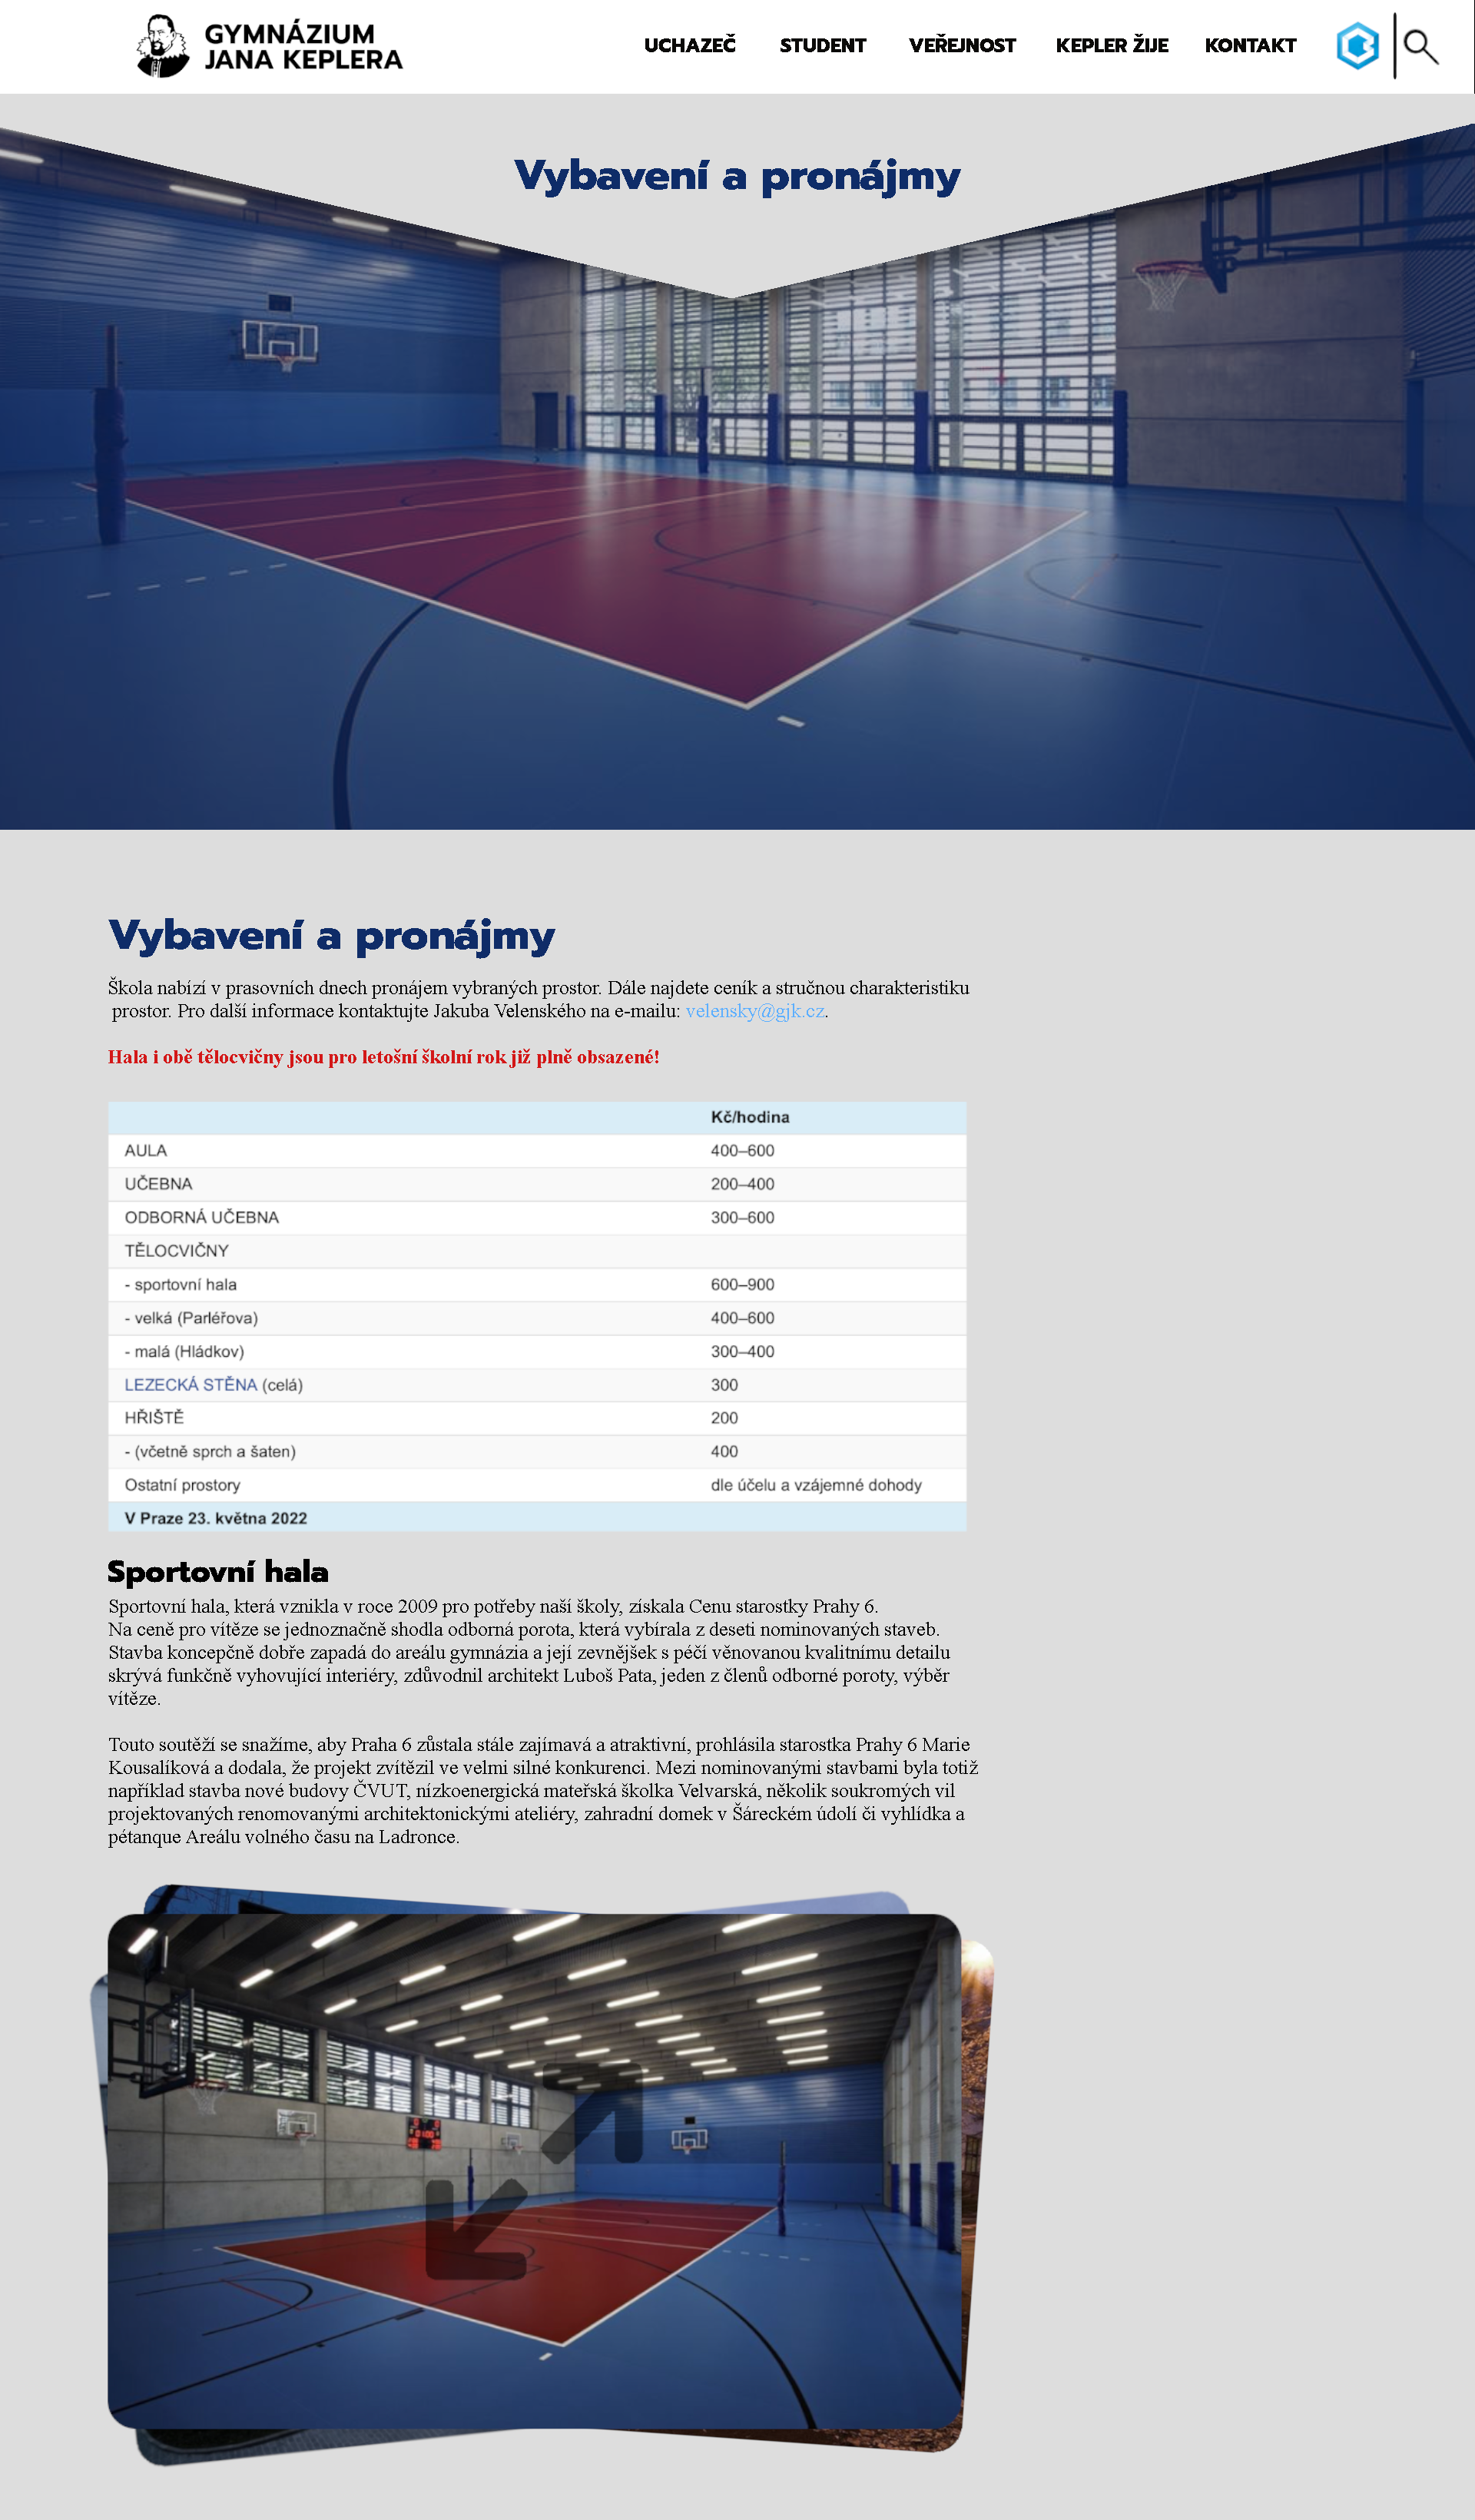 GYMNÁZIUM
JANA KEPLERA
UCHAZEČ STUDENT VEŘEJNOST KEPLER ŽIJE KONTAKT
Vybavení a pronájmy
Vybavení a pronájmy
Škola nabízí v prasovních dnech pronájem vybraných prostor. Dále najdete ceník a stručnou charakteristiku
prostor. Pro další informace kontaktujte Jakuba Velenského na e-mailu: velensky@gjk.cz.
Hala i obě tělocvičny jsou pro letošní školní rok již plně obsazené!
Kč/hodina
AULA 400–600
UČEBNA 200–400
ODBORNÁ UČEBNA 300–600
TĚLOCVIČNY
- sportovní hala 600–900
- velká (Parléřova) 400–600
- malá (Hládkov) 300–400
LEZECKÁ STĚNA (celá) 300
HŘIŠTĚ 200
- (včetně sprch a šaten) 400
Ostatní prostory dle účelu a vzájemné dohody
V Praze 23. května 2022
Sportovní hala
Sportovní hala, která vznikla v roce 2009 pro potřeby naší školy, získala Cenu starostky Prahy 6.
Na ceně pro vítěze se jednoznačně shodla odborná porota, která vybírala z deseti nominovaných staveb.
Stavba koncepčně dobře zapadá do areálu gymnázia a její zevnějšek s péčí věnovanou kvalitnímu detailu
skrývá funkčně vyhovující interiéry, zdůvodnil architekt Luboš Pata, jeden z členů odborné poroty, výběr
vítěze.
Touto soutěží se snažíme, aby Praha 6 zůstala stále zajímavá a atraktivní, prohlásila starostka Prahy 6 Marie
Kousalíková a dodala, že projekt zvítězil ve velmi silné konkurenci. Mezi nominovanými stavbami byla totiž
například stavba nové budovy ČVUT, nízkoenergická mateřská školka Velvarská, několik soukromých vil
projektovaných renomovanými architektonickými ateliéry, zahradní domek v Šáreckém údolí či vyhlídka a
pétanque Areálu volného času na Ladronce.